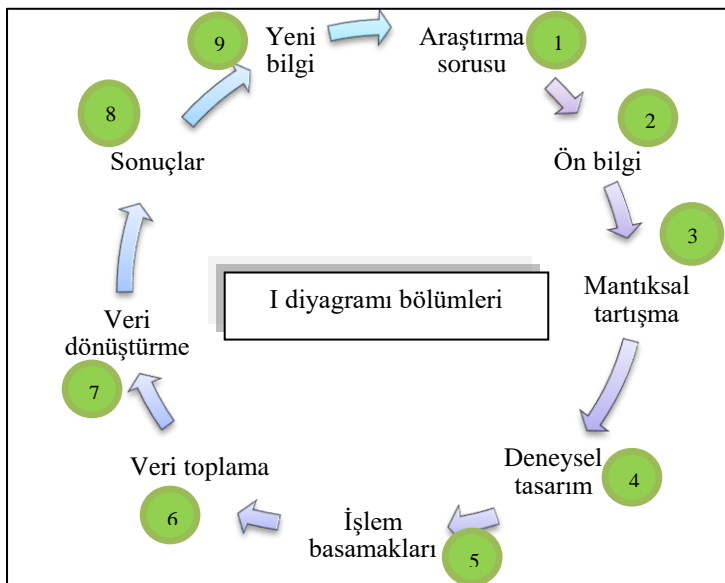 9
Yeni
bilgi
Araştırma
sorusu
1
2
Ön bilgi
3
Mantıksal
tartışma
Deneysel
tasarım
4
İşlem
basamakları
5
Veri toplama
6
Veri
dönüştürme
7
8
Sonuçlar
I diyagramı bölümleri